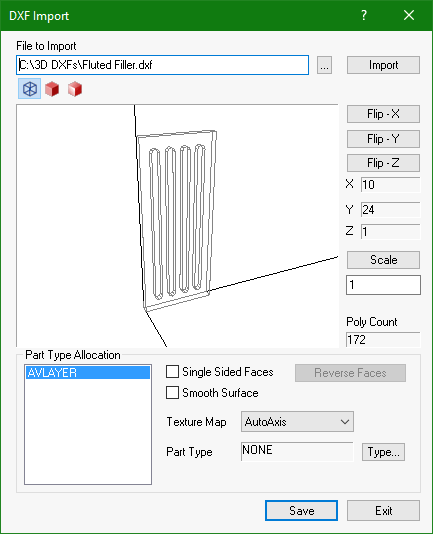 DXF Import
?
File to Import
C:\3D DXFs\Fluted Filler.dxf
...
Import
Flip - X
Flip - Y
Flip - Z
X 10
Y 24
Z 1
Scale
1
Poly Count
172
Part Type Allocation
AVLAYER
Single Sided Faces
Reverse Faces
Smooth Surface
Texture Map AutoAxis
Part Type NONE Type...
Save
Exit